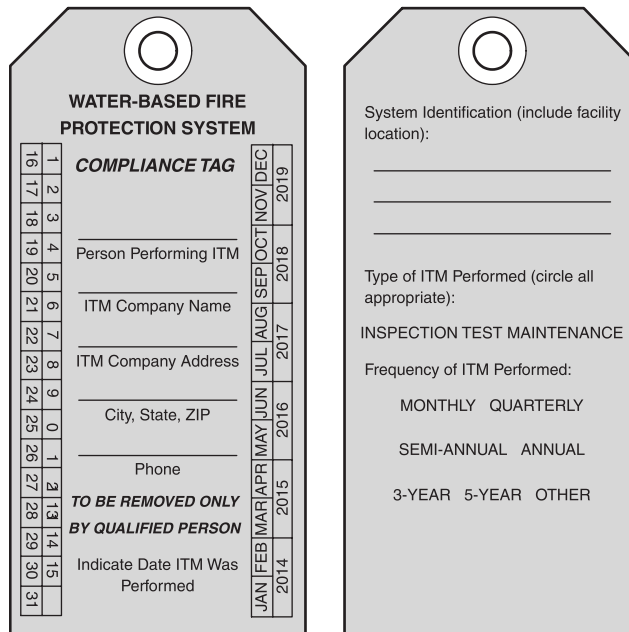 WATER-BASED FIRE
PROTECTION SYSTEM
COMPLIANCE TAG
Person Performing ITM
ITM Company Name
ITM Company Address
City, State, ZIP
Phone
TO BE REMOVED ONLY
BY QUALIFIED PERSON
Indicate Date ITM Was
Performed
16 17 18 19 20 21 22 23 24 25 26 27 28 29 30 31
1 2 3 4 5 6 7 8 9 0 1 13 14 15
JAN FEB MAR APR MAY JUN JUL AUG SEP OCT NOV DEC
2014 2015 2016 2017 2018 2019
System Identification (include facility
location):
Type of ITM Performed (circle all
appropriate):
INSPECTION TEST MAINTENANCE
Frequency of ITM Performed:
MONTHLY QUARTERLY
SEMI-ANNUAL ANNUAL
3-YEAR 5-YEAR OTHER